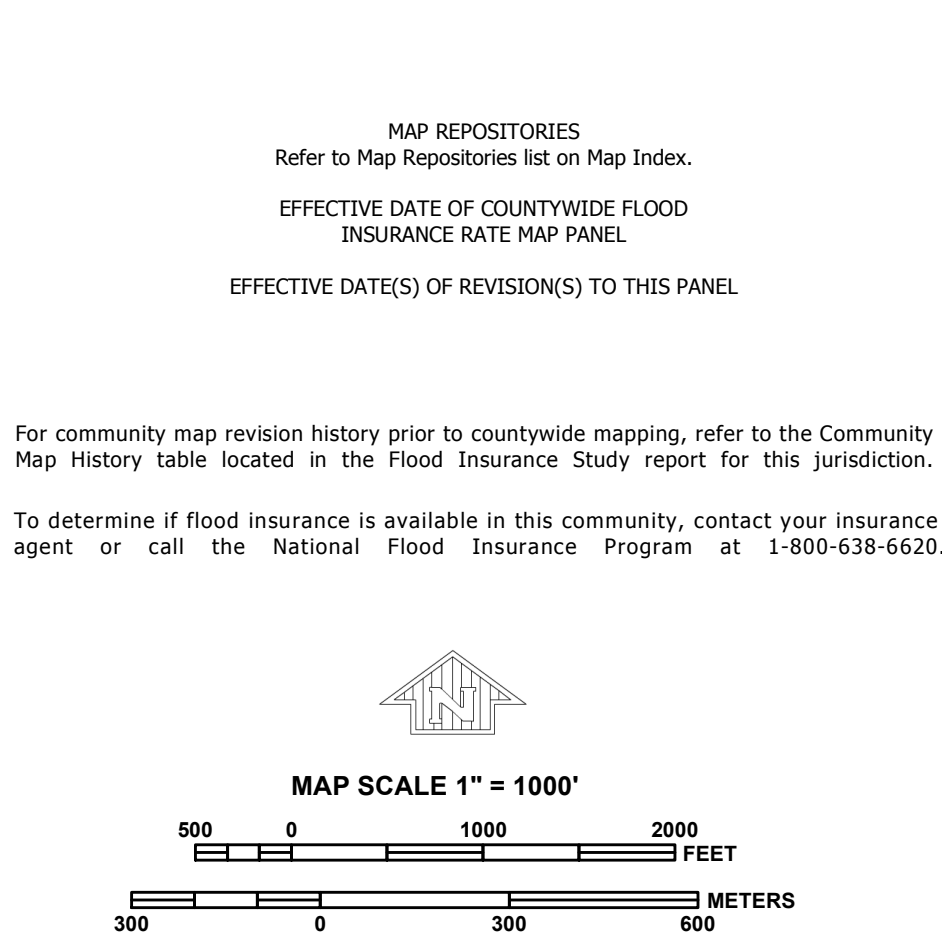 MAP REPOSITORIES
Refer to Map Repositories list on Map Index.
EFFECTIVE DATE OF COUNTYWIDE FLOOD
INSURANCE RATE MAP PANEL
EFFECTIVE DATE(S) OF REVISION(S) TO THIS PANEL
For community map revision history prior to countywide mapping, refer to the Community
Map History table located in the Flood Insurance Study report for this jurisdiction.
To determine if flood insurance is available in this community, contact your insurance
agent or call the National Flood Insurance Program at 1-800-638-6620.
N
MAP SCALE 1" = 1000'
500 0 1000 2000
FEET
METERS
300 0 300 600